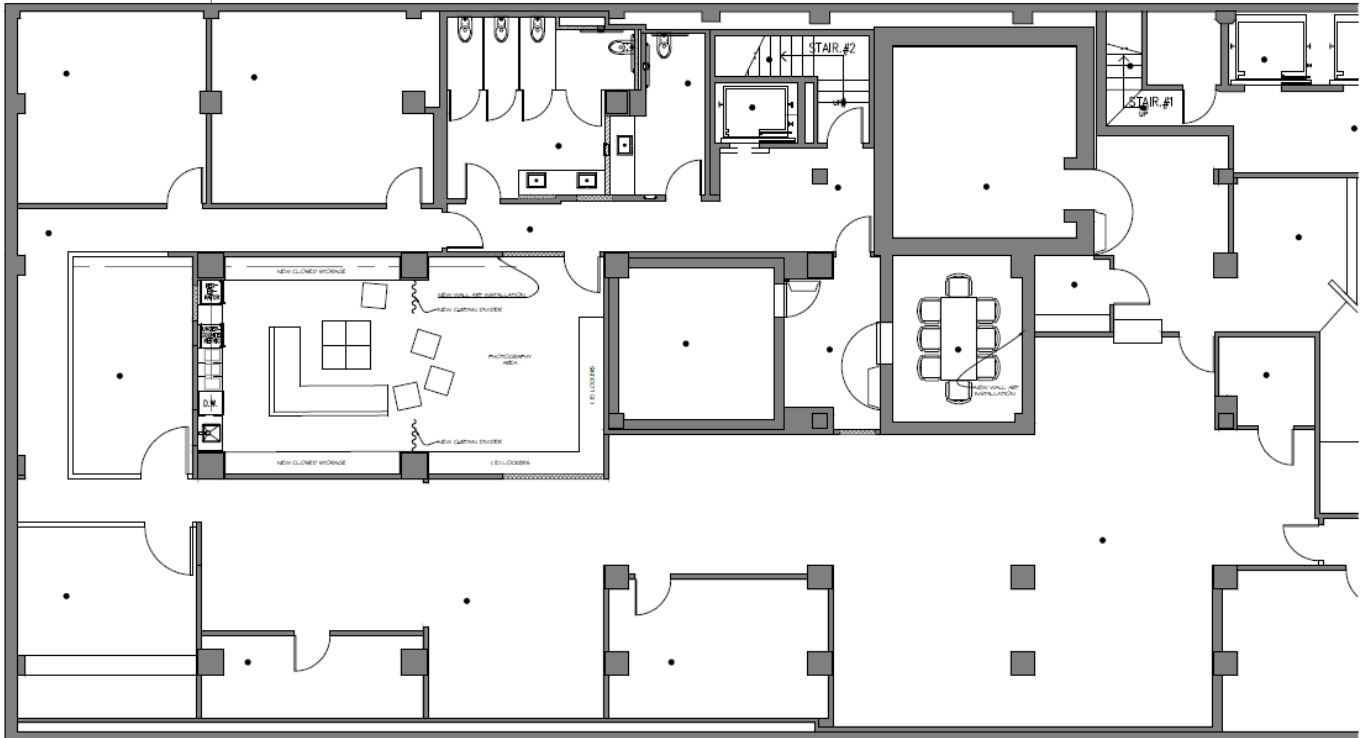 STAIR.#2
UP
STAIR.#1
UP
NEW CLOSED STORAGE
NEW WALL ART INSTALLATION
NEW CURTAIN DIVIDER
PHOTOGRAPHY
AREA
D.W.
NEW WALL ART
INSTALLATION
NEW CURTAIN DIVIDER
NEW CLOSED STORAGE